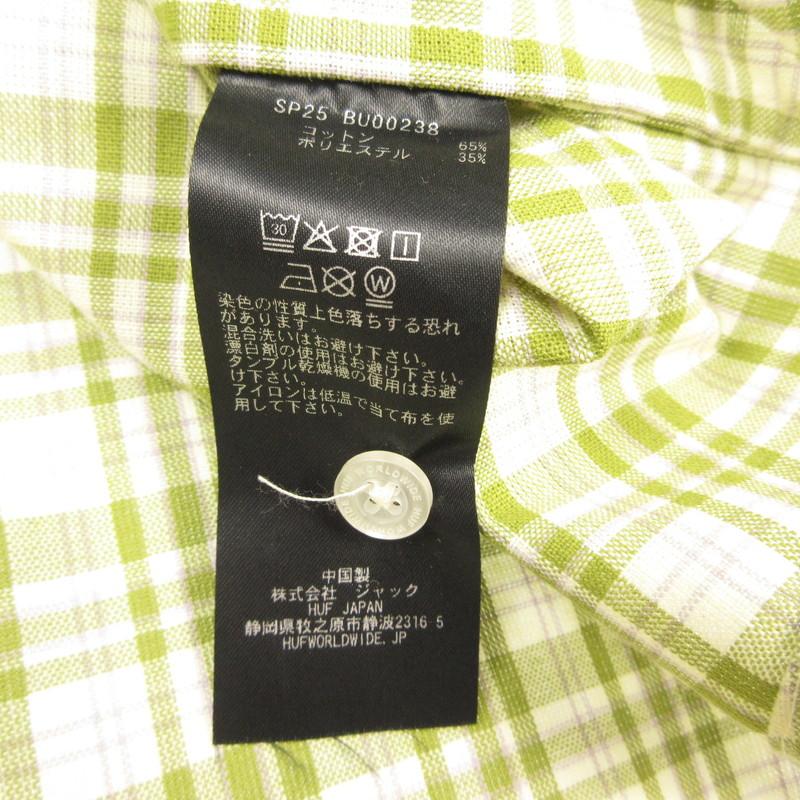 SP25 BU00238
コットン 65%
ポリエステル 35%
30
W
染色の性質上色落ちする恐れ
があります。
混合洗いはお避け下さい。
漂白剤の使用はお避け下さい。
タンブル乾燥機の使用はお避
け下さい。
アイロンは低温で当て布を使
用して下さい。
WORLDWIDE HUF
中国製
株式会社 ジャック
HUF JAPAN
静岡県牧之原市静波2316-5
HUFWORLDWIDE.JP